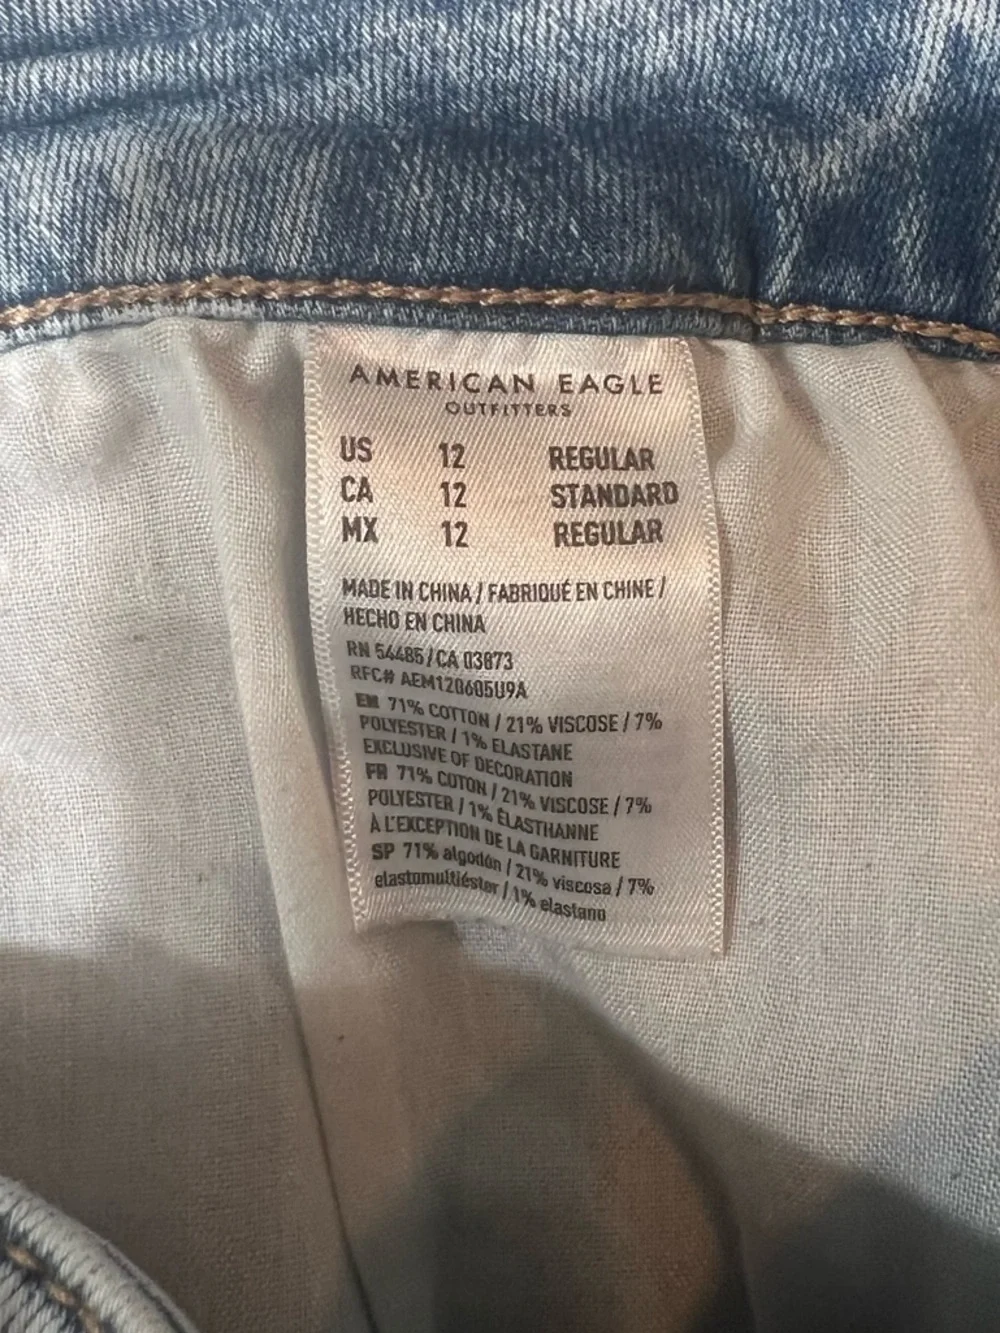 AMERICAN EAGLE
OUTFITTERS
US 12 REGULAR
CA 12 STANDARD
MX 12 REGULAR
MADE IN CHINA / FABRIQUÉ EN CHINE /
HECHO EN CHINA
RN 54485 / CA 03873
RFC# AEM120605U9A
EN 71% COTTON / 21% VISCOSE / 7%
POLYESTER / 1% ELASTANE
EXCLUSIVE OF DECORATION
FR 71% COTON / 21% VISCOSE / 7%
POLYESTER / 1% ÉLASTHANNE
À L'EXCEPTION DE LA GARNITURE
SP 71% algodón / 21% viscosa / 7%
elastomultiéster / 1% elastano